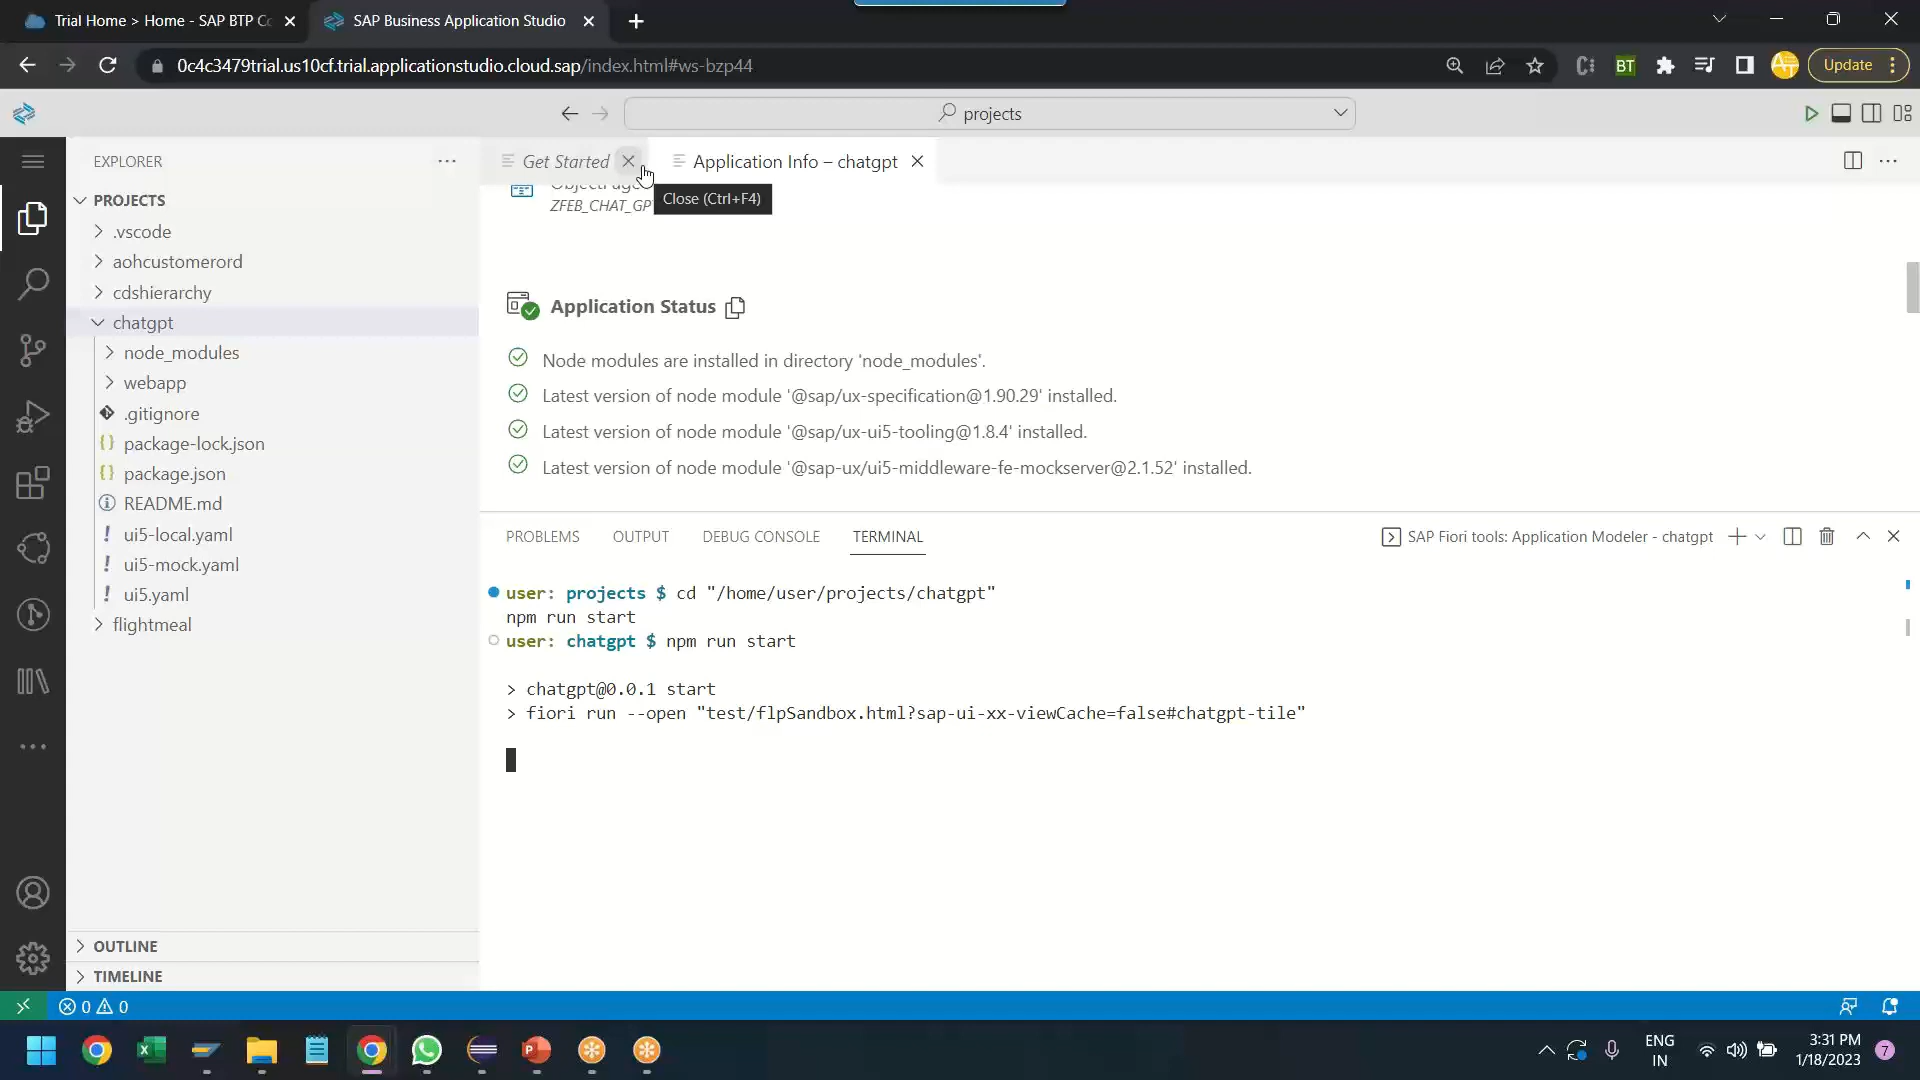 Trial Home > Home - SAP BTP Co
SAP Business Application Studio
0c4c3479trial.us10cf.trial.applicationstudio.cloud.sap/index.html#ws-bzp44
BT
Update
projects
EXPLORER
Get Started
Application Info – chatgpt
Close (Ctrl+F4)
PROJECTS
.vscode
aohcustomerord
cdshierarchy
chatgpt
node_modules
webapp
.gitignore
package-lock.json
package.json
README.md
ui5-local.yaml
ui5-mock.yaml
ui5.yaml
flightmeal
OUTLINE
TIMELINE
ObjectPage
ZFEB_CHAT_GP
Application Status
Node modules are installed in directory 'node_modules'.
Latest version of node module '@sap/ux-specification@1.90.29' installed.
Latest version of node module '@sap/ux-ui5-tooling@1.8.4' installed.
Latest version of node module '@sap-ux/ui5-middleware-fe-mockserver@2.1.52' installed.
PROBLEMS OUTPUT DEBUG CONSOLE TERMINAL
SAP Fiori tools: Application Modeler - chatgpt
user: projects $ cd "/home/user/projects/chatgpt"
npm run start
user: chatgpt $ npm run start
> chatgpt@0.0.1 start
> fiori run --open "test/flpSandbox.html?sap-ui-xx-viewCache=false#chatgpt-tile"
0 0
ENG
IN
3:31 PM
1/18/2023
7